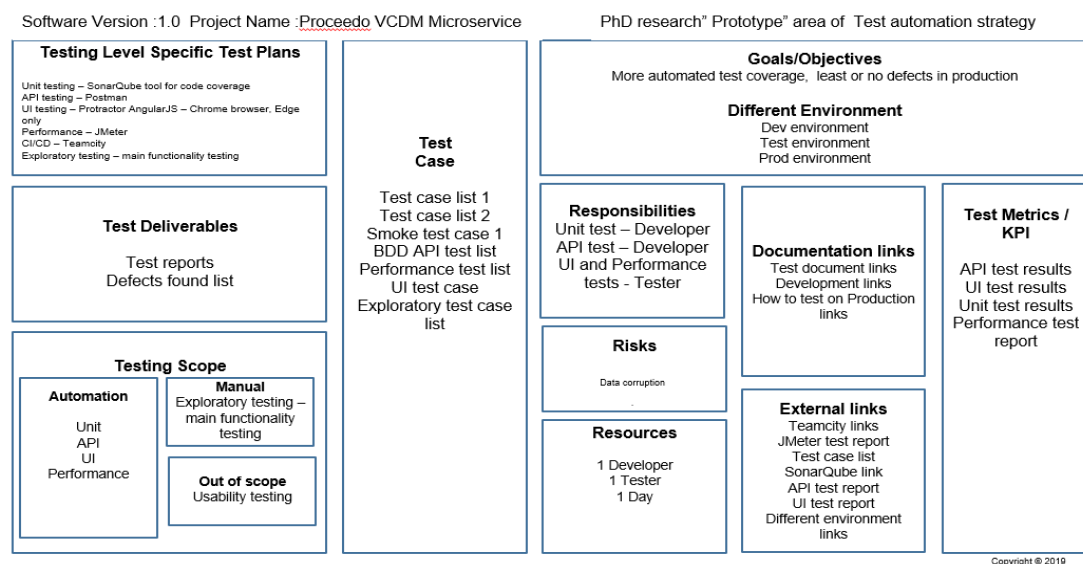 Software Version :1.0  Project Name :Proceedo VCDM Microservice
PhD research” Prototype” area of  Test automation strategy
Testing Level Specific Test Plans
Unit testing – SonarQube tool for code coverage
API testing – Postman
UI testing – Protractor AngularJS – Chrome browser, Edge
only
Performance – JMeter
CI/CD – Teamcity
Exploratory testing – main functionality testing
Test Deliverables
Test reports
Defects found list
Testing Scope
Automation
Unit
API
UI
Performance
Manual
Exploratory testing –
main functionality
testing
Out of scope
Usability testing
Test
Case
Test case list 1
Test case list 2
Smoke test case 1
BDD API test list
Performance test list
UI test case
Exploratory test case
list
Goals/Objectives
More automated test coverage,  least or no defects in production
Different Environment
Dev environment
Test environment
Prod environment
Responsibilities
Unit test – Developer
API test – Developer
UI and Performance
tests - Tester
Risks
Data corruption
.
Resources
1 Developer
1 Tester
1 Day
Documentation links
Test document links
Development links
How to test on Production
links
External links
Teamcity links
JMeter test report
Test case list
SonarQube link
API test report
UI test report
Different environment
links
Test Metrics /
KPI
API test results
UI test results
Unit test results
Performance test
report
Copyright © 2019